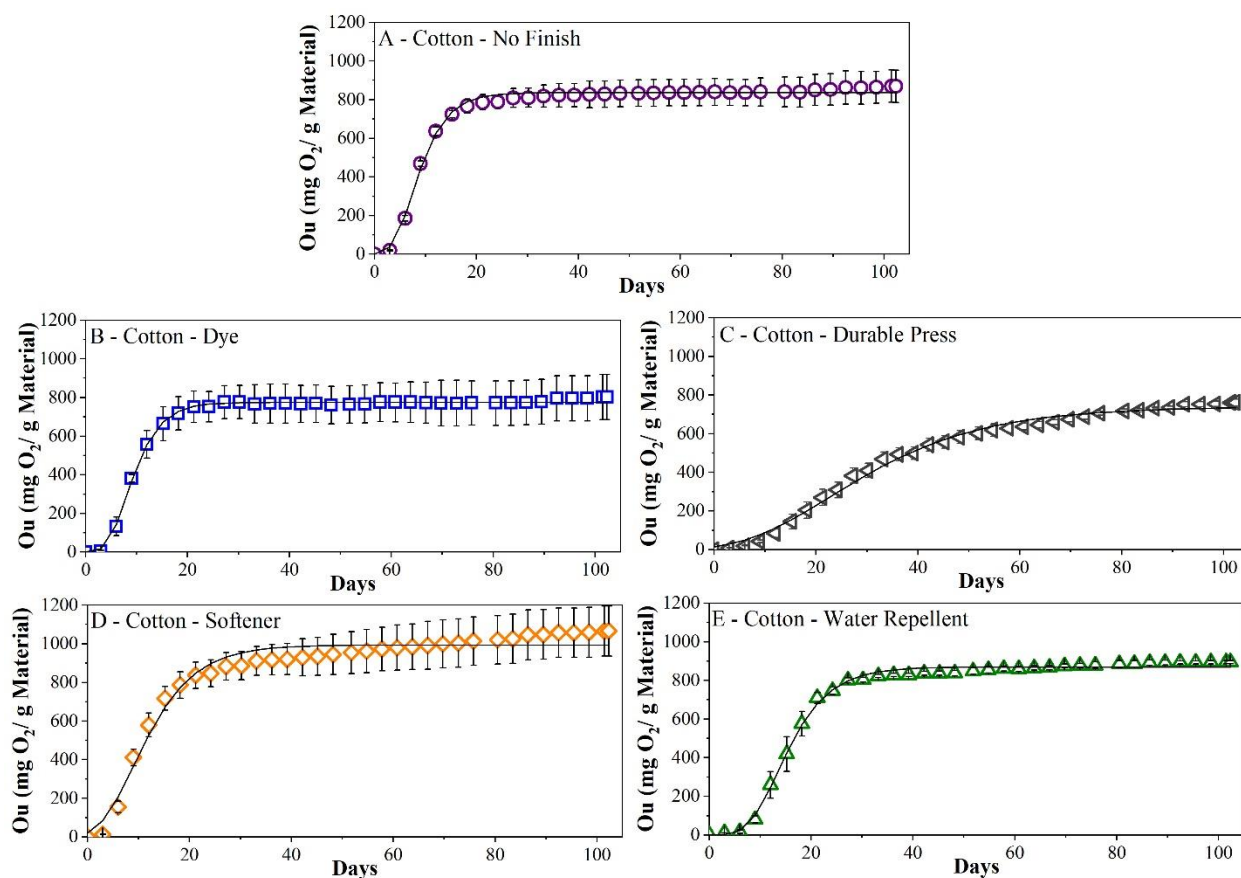 A - Cotton - No Finish
Ou (mg O₂/ g Material)
1200
1000
800
600
400
200
0
0 20 40 60 80 100
Days
B - Cotton - Dye
Ou (mg O₂/ g Material)
1200
1000
800
600
400
200
0
0 20 40 60 80 100
Days
C - Cotton - Durable Press
Ou (mg O₂/ g Material)
1200
1000
800
600
400
200
0
0 20 40 60 80 100
Days
D - Cotton - Softener
Ou (mg O₂/ g Material)
1200
1000
800
600
400
200
0
0 20 40 60 80 100
Days
E - Cotton - Water Repellent
Ou (mg O₂/ g Material)
1200
1000
800
600
400
200
0
0 20 40 60 80 100
Days